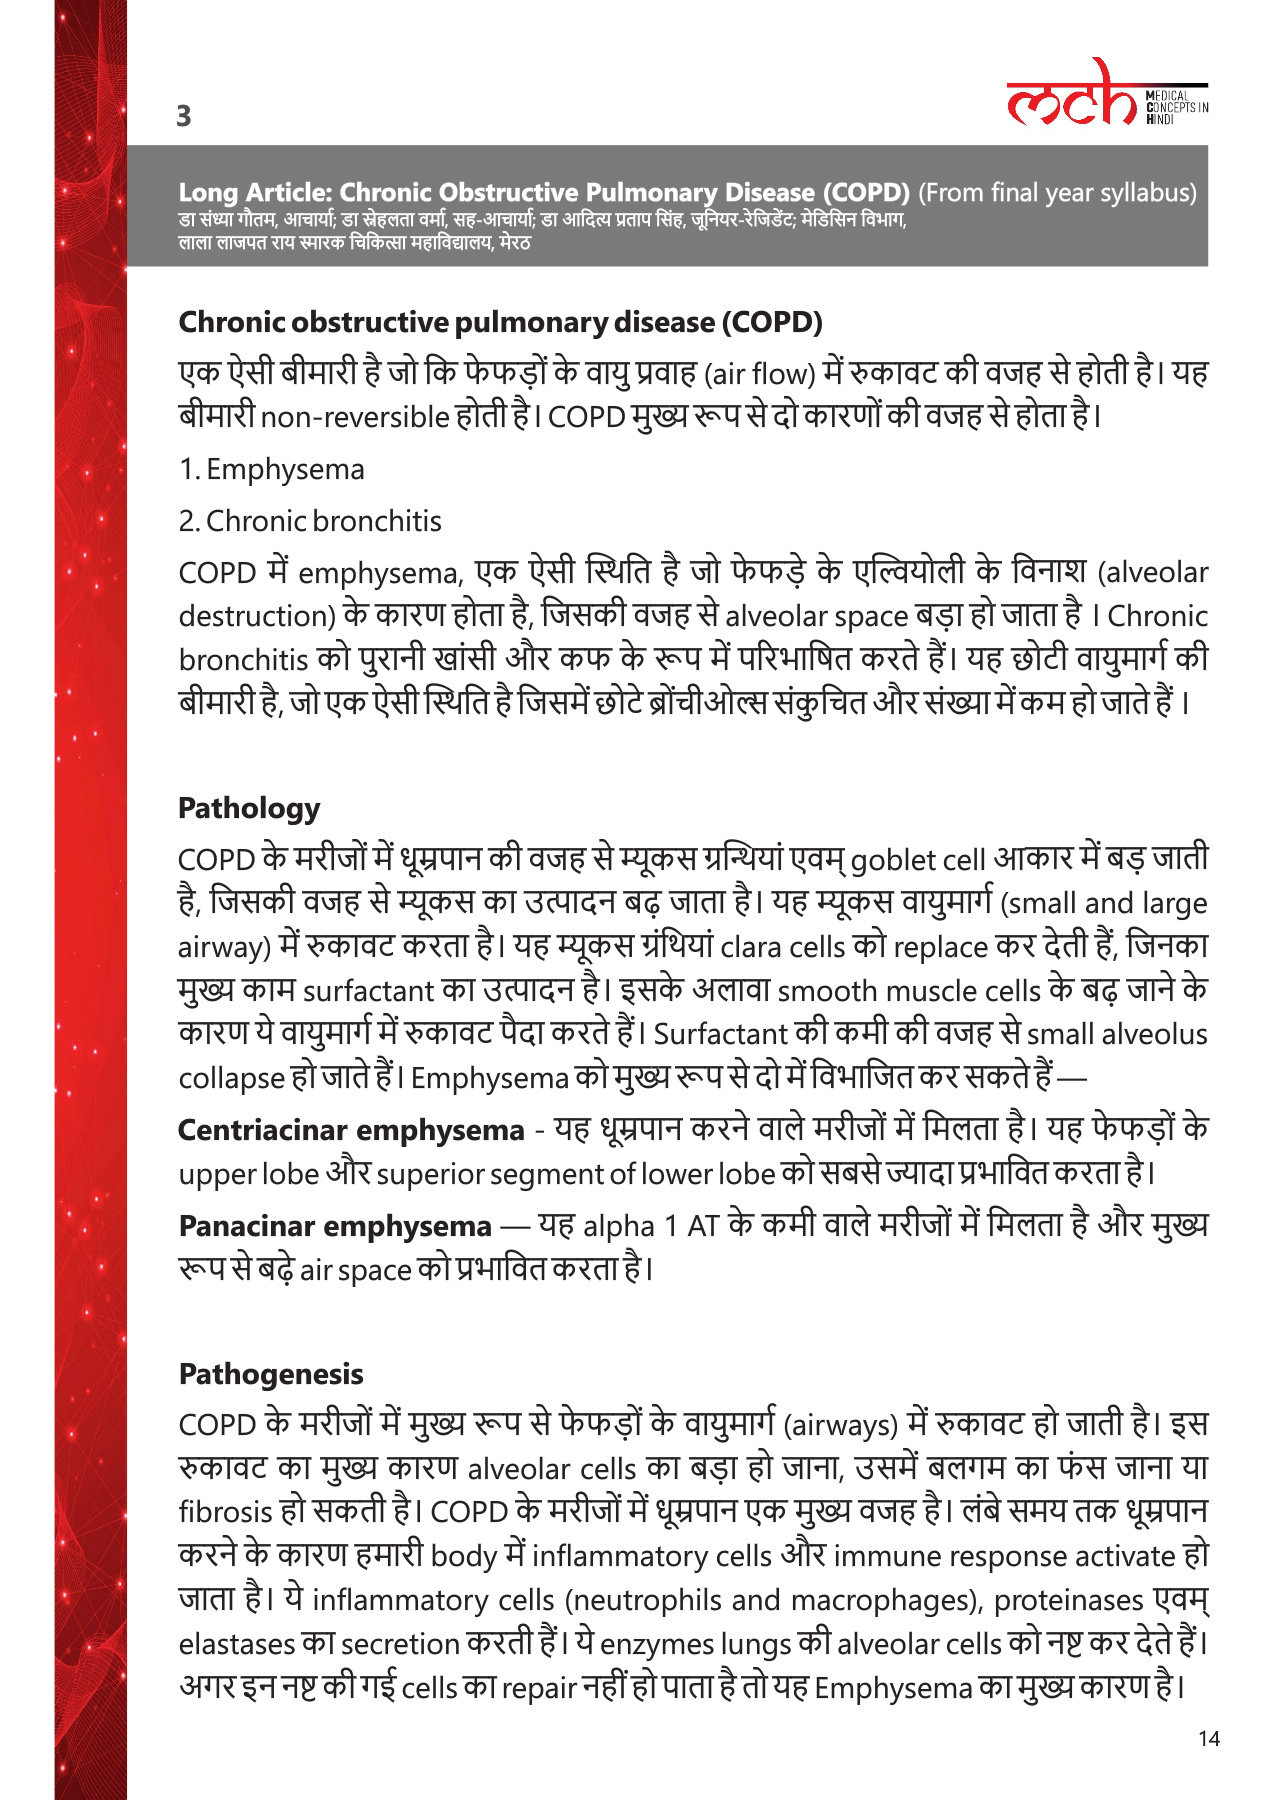 3
mch MEDICAL
CONCEPTS IN
HINDI
Long Article: Chronic Obstructive Pulmonary Disease (COPD) (From final year syllabus)
डा संध्या गौतम, आचार्या; डा स्नेहलता वर्मा, सह-आचार्या; डा आदित्य प्रताप सिंह, जूनियर-रेजिडेंट; मेडिसिन विभाग,
लाला लाजपत राय स्मारक चिकित्सा महाविद्यालय, मेरठ
Chronic obstructive pulmonary disease (COPD)
एक ऐसी बीमारी है जो कि फेफड़ों के वायु प्रवाह (air flow) में रुकावट की वजह से होती है। यह
बीमारी non-reversible होती है। COPD मुख्य रूप से दो कारणों की वजह से होता है।
1. Emphysema
2. Chronic bronchitis
COPD में emphysema, एक ऐसी स्थिति है जो फेफड़े के एल्वियोली के विनाश (alveolar
destruction) के कारण होता है, जिसकी वजह से alveolar space बड़ा हो जाता है । Chronic
bronchitis को पुरानी खांसी और कफ के रूप में परिभाषित करते हैं। यह छोटी वायुमार्ग की
बीमारी है, जो एक ऐसी स्थिति है जिसमें छोटे ब्रोंचीओल्स संकुचित और संख्या में कम हो जाते हैं ।
Pathology
COPD के मरीजों में धूम्रपान की वजह से म्यूकस ग्रन्थियां एवम् goblet cell आकार में बड़ जाती
है, जिसकी वजह से म्यूकस का उत्पादन बढ़ जाता है। यह म्यूकस वायुमार्ग (small and large
airway) में रुकावट करता है। यह म्यूकस ग्रंथियां clara cells को replace कर देती हैं, जिनका
मुख्य काम surfactant का उत्पादन है। इसके अलावा smooth muscle cells के बढ़ जाने के
कारण ये वायुमार्ग में रुकावट पैदा करते हैं। Surfactant की कमी की वजह से small alveolus
collapse हो जाते हैं। Emphysema को मुख्य रूप से दो में विभाजित कर सकते हैं —
Centriacinar emphysema - यह धूम्रपान करने वाले मरीजों में मिलता है। यह फेफड़ों के
upper lobe और superior segment of lower lobe को सबसे ज्यादा प्रभावित करता है।
Panacinar emphysema — यह alpha 1 AT के कमी वाले मरीजों में मिलता है और मुख्य
रूप से बढ़े air space को प्रभावित करता है।
Pathogenesis
COPD के मरीजों में मुख्य रूप से फेफड़ों के वायुमार्ग (airways) में रुकावट हो जाती है। इस
रुकावट का मुख्य कारण alveolar cells का बड़ा हो जाना, उसमें बलगम का फंस जाना या
fibrosis हो सकती है। COPD के मरीजों में धूम्रपान एक मुख्य वजह है। लंबे समय तक धूम्रपान
करने के कारण हमारी body में inflammatory cells और immune response activate हो
जाता है। ये inflammatory cells (neutrophils and macrophages), proteinases एवम्
elastases का secretion करती हैं। ये enzymes lungs की alveolar cells को नष्ट कर देते हैं।
अगर इन नष्ट की गई cells का repair नहीं हो पाता है तो यह Emphysema का मुख्य कारण है।
14